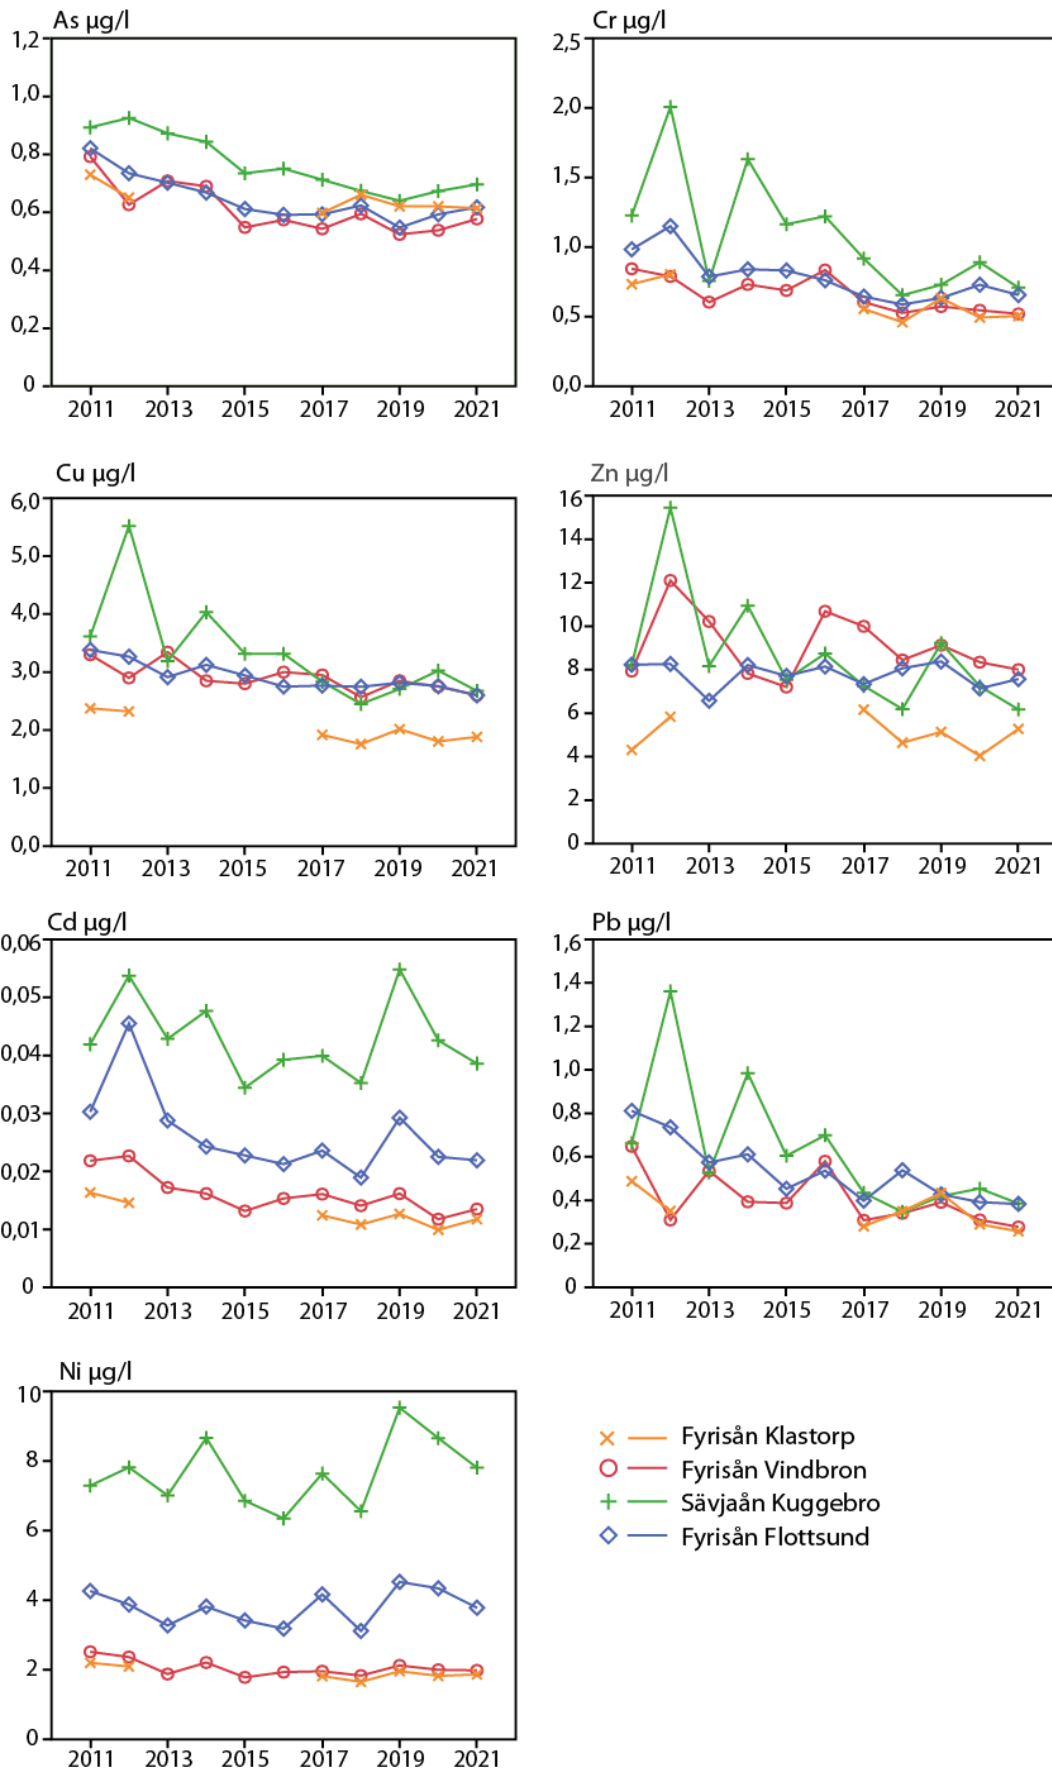 As µg/l
1,2
1,0
0,8
0,6
0,4
0,2
0
2011 2013 2015 2017 2019 2021
Cr µg/l
2,5
2,0
1,5
1,0
0,5
0,0
2011 2013 2015 2017 2019 2021
Cu µg/l
6,0
5,0
4,0
3,0
2,0
1,0
0,0
2011 2013 2015 2017 2019 2021
Zn µg/l
16
14
12
10
8
6
4
2
0
2011 2013 2015 2017 2019 2021
Cd µg/l
0,06
0,05
0,04
0,03
0,02
0,01
0
2011 2013 2015 2017 2019 2021
Pb µg/l
1,6
1,4
1,2
1,0
0,8
0,6
0,4
0,2
0
2011 2013 2015 2017 2019 2021
Ni µg/l
10
8
6
4
2
0
2011 2013 2015 2017 2019 2021
Fyrisån Klastorp
Fyrisån Vindbron
Sävjaån Kuggebro
Fyrisån Flottsund